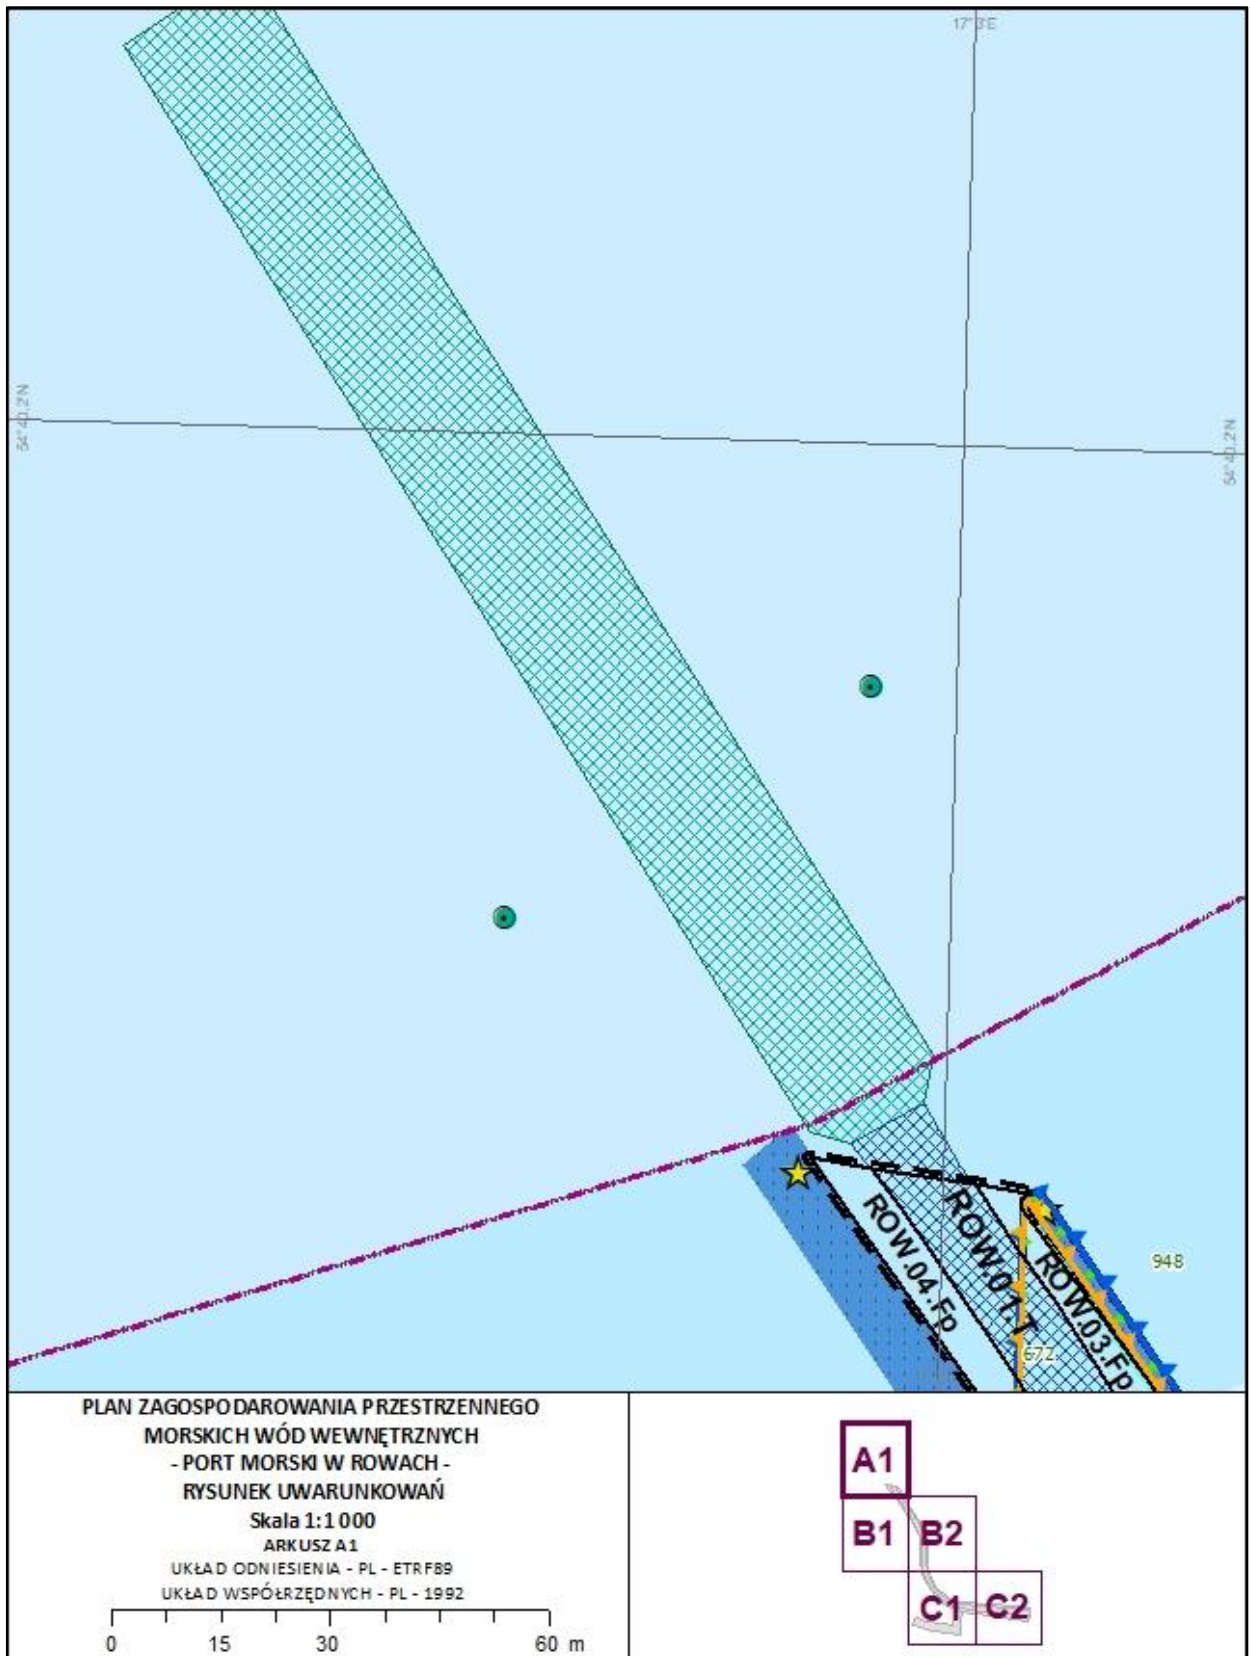 17°3'E
54°40,2'N
54°40,2'N
ROW.04.Fp
ROW.01.T
ROW.03.Fp
948
672
PLAN ZAGOSPODAROWANIA PRZESTRZENNEGO
MORSKICH WÓD WEWNĘTRZNYCH
- PORT MORSKI W ROWACH -
RYSUNEK UWARUNKOWAŃ
Skala 1:1 000
ARKUSZ A1
UKŁAD ODNIESIENIA - PL - ETRF89
UKŁAD WSPÓŁRZĘDNYCH - PL - 1992
0 15 30 60 m
A1
B1 B2
C1 C2